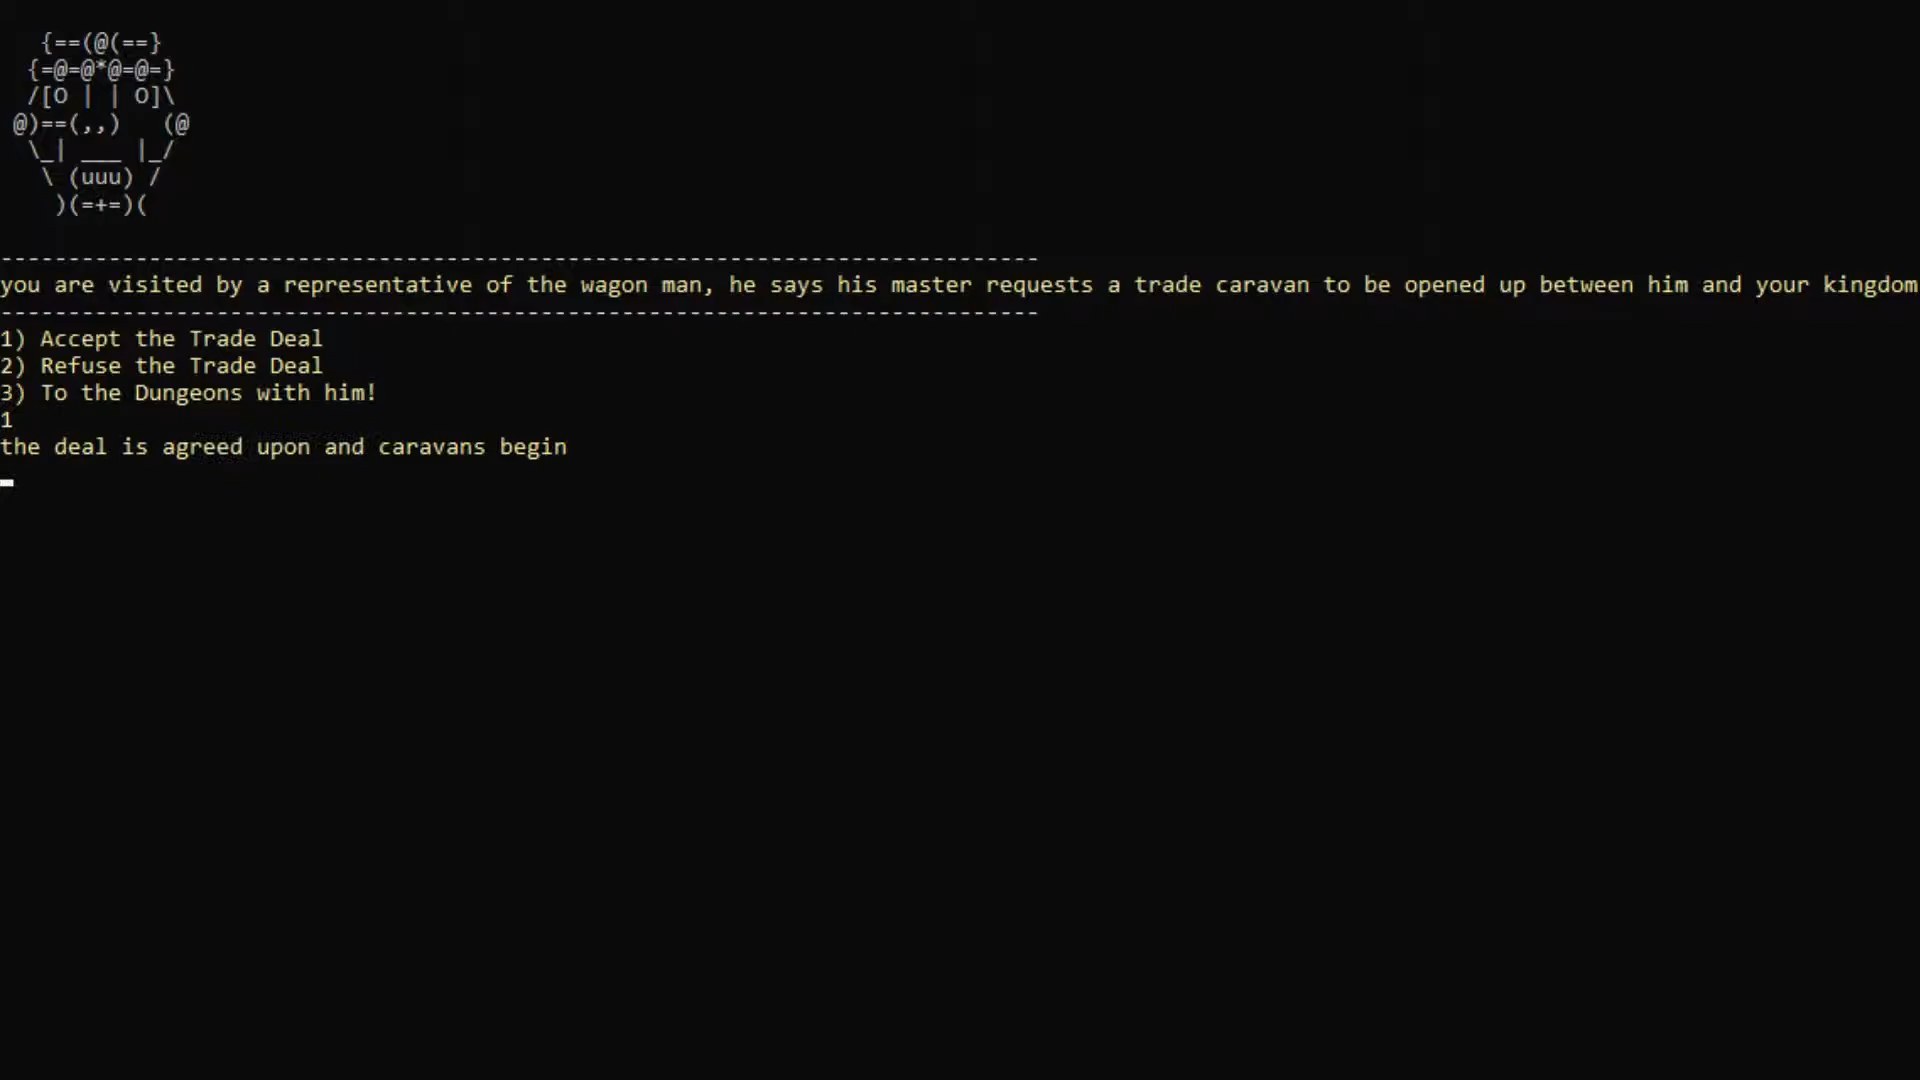 {==(@(==}
  {=@=@*@=@=}
  /[O | | O]\
 @)==(,,)   (@
  \_| ___ |_/
   \ (uuu) /
    )(=+=)(
-----------------------------------------------------------------------------
you are visited by a representative of the wagon man, he says his master requests a trade caravan to be opened up between him and your kingdom
-----------------------------------------------------------------------------
1) Accept the Trade Deal
2) Refuse the Trade Deal
3) To the Dungeons with him!
1
the deal is agreed upon and caravans begin